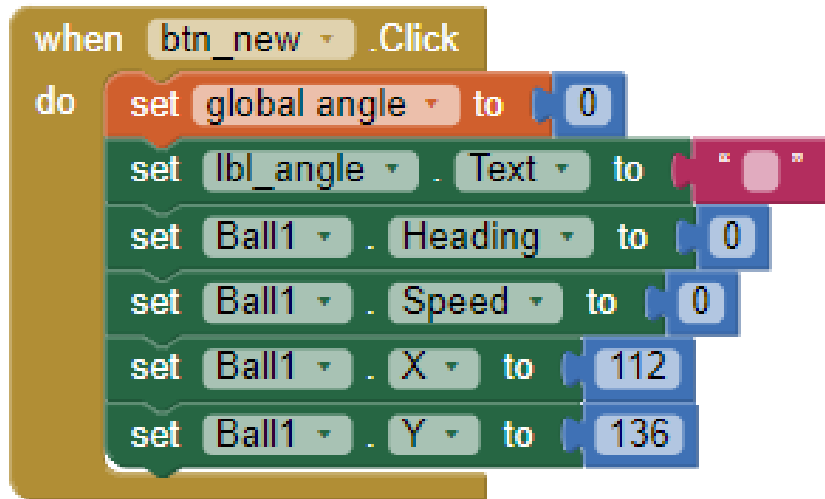 when btn_new .Click
do set global angle to 0
set lbl_angle . Text to " "
set Ball1 . Heading to 0
set Ball1 . Speed to 0
set Ball1 . X to 112
set Ball1 . Y to 136